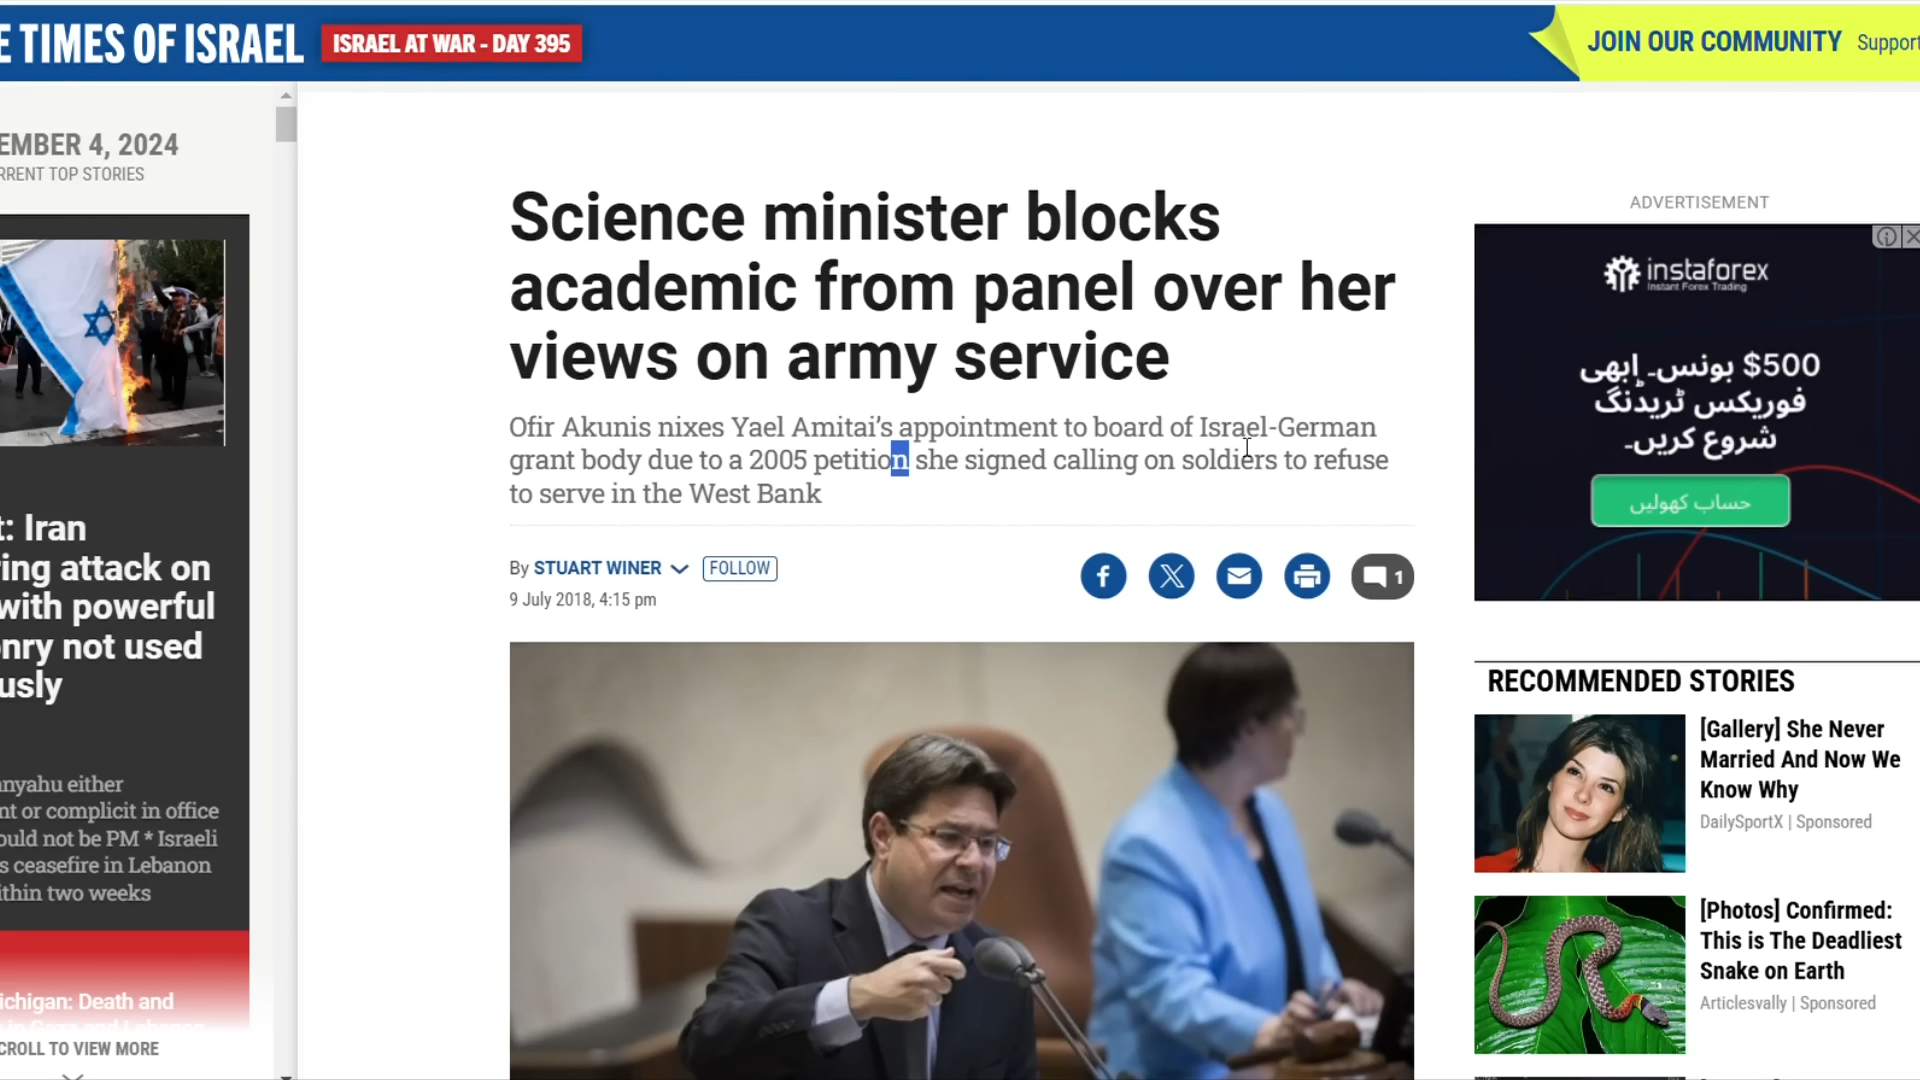 E TIMES OF ISRAEL
ISRAEL AT WAR - DAY 395
JOIN OUR COMMUNITY
Support
EMBER 4, 2024
RRENT TOP STORIES
t: Iran
ring attack on
with powerful
onry not used
usly
anyahu either
nt or complicit in office
ould not be PM * Israeli
s ceasefire in Lebanon
ithin two weeks
ichigan: Death and
in Gaza and Lebanon
CROLL TO VIEW MORE
Science minister blocks
academic from panel over her
views on army service
Ofir Akunis nixes Yael Amitai’s appointment to board of Israel-German
grant body due to a 2005 petition she signed calling on soldiers to refuse
to serve in the West Bank
By STUART WINER
FOLLOW
9 July 2018, 4:15 pm
1
ADVERTISEMENT
instaforex
Instant Forex Trading
$500 بونس۔ ابھی
فوریکس ٹریڈنگ
شروع کریں۔
حساب کھولیں
RECOMMENDED STORIES
[Gallery] She Never
Married And Now We
Know Why
DailySportX | Sponsored
[Photos] Confirmed:
This is The Deadliest
Snake on Earth
Articlesvally | Sponsored